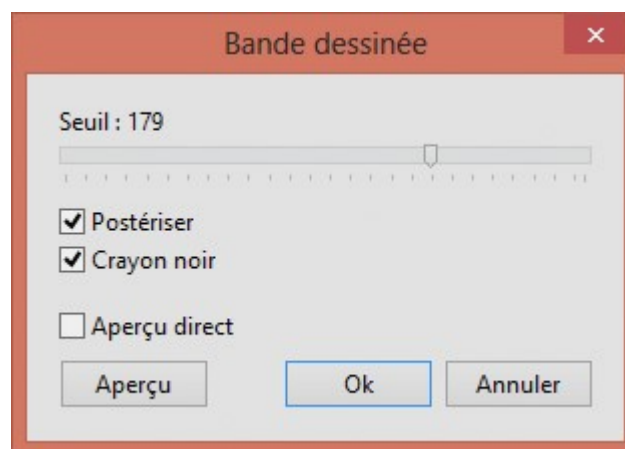 Bande dessinée
Seuil : 179
Postériser
Crayon noir
Aperçu direct
Aperçu Ok Annuler